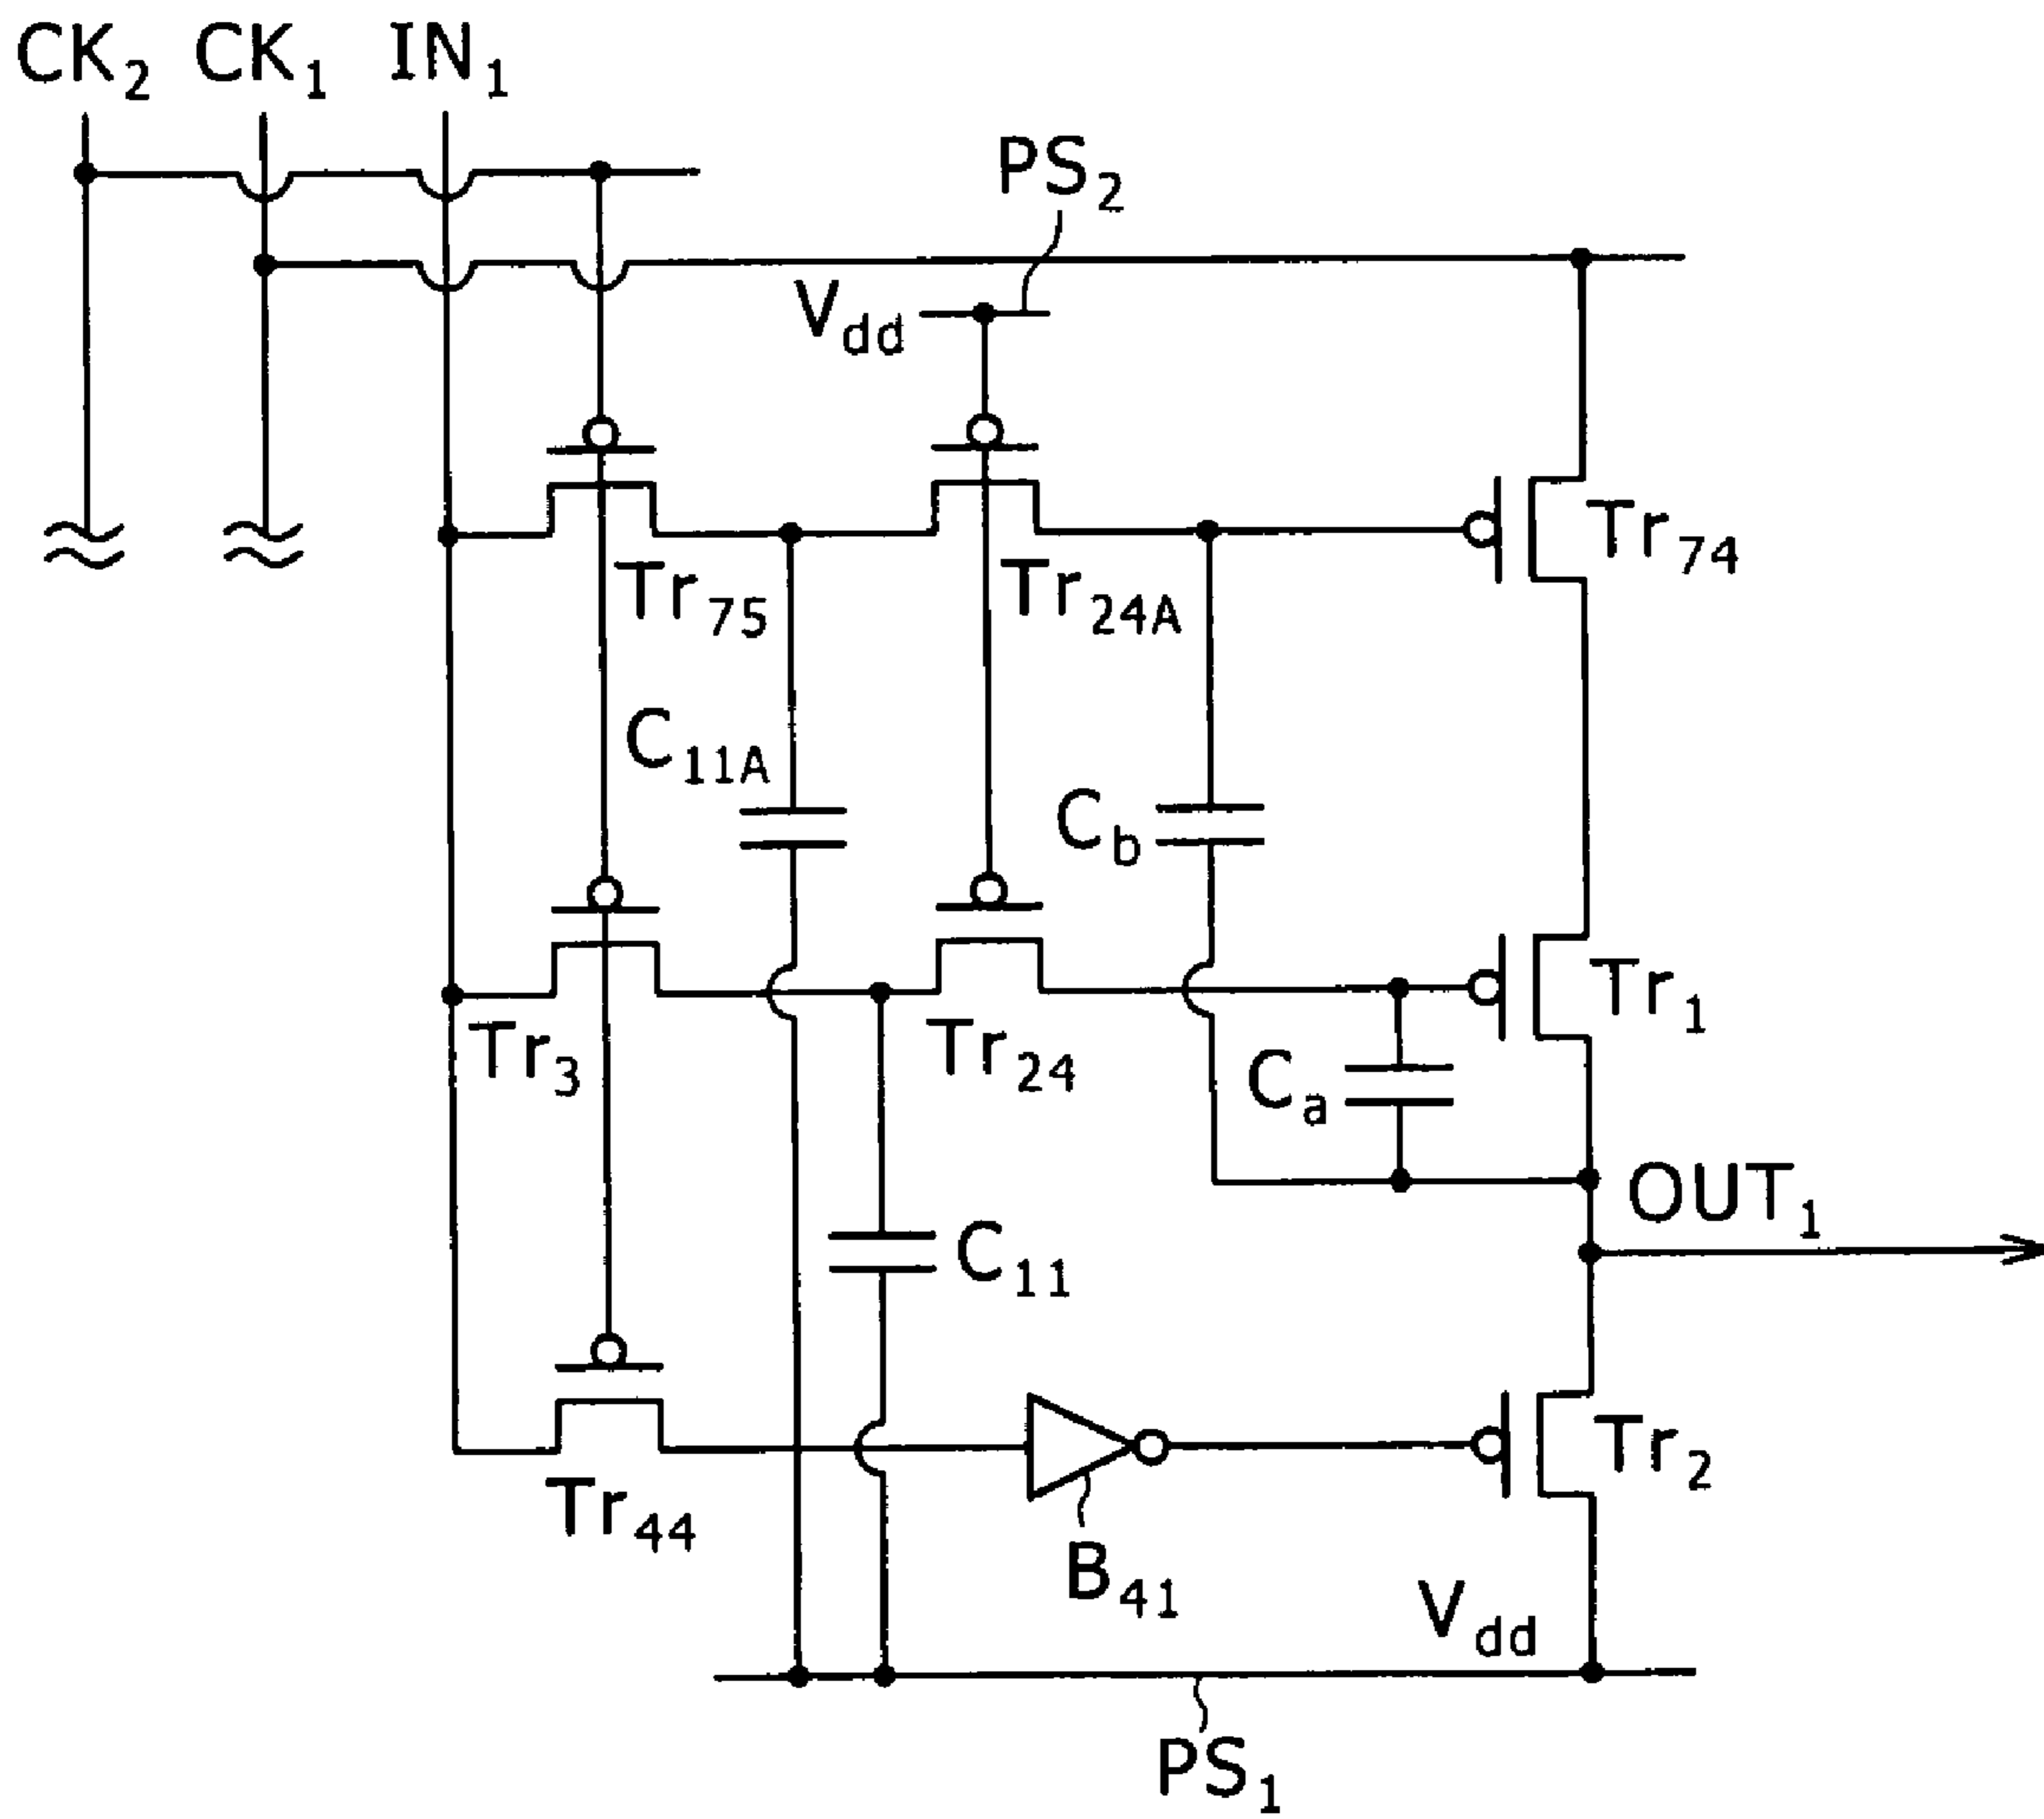 CK2 CK1 IN1
PS2
Vdd
Tr74
Tr75
Tr24A
C11A
Cb
Tr1
Tr3
Tr24
Ca
OUT1
C11
Tr2
Tr44
B41
Vdd
PS1